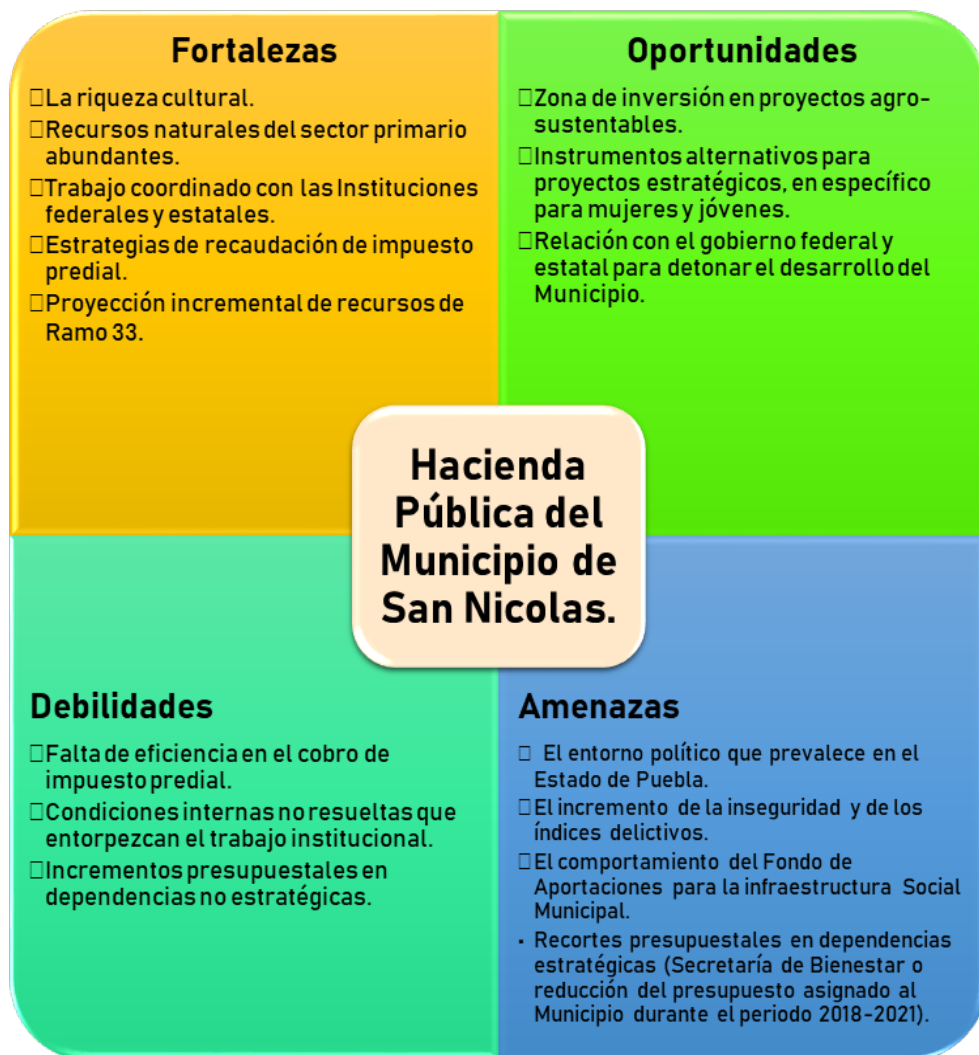 Fortalezas
□La riqueza cultural.
□Recursos naturales del sector primario
abundantes.
□Trabajo coordinado con las Instituciones
federales y estatales.
□Estrategias de recaudación de impuesto
predial.
□Proyección incremental de recursos de
Ramo 33.
Oportunidades
□Zona de inversión en proyectos agro-
sustentables.
□Instrumentos alternativos para
proyectos estratégicos, en específico
para mujeres y jóvenes.
□Relación con el gobierno federal y
estatal para detonar el desarrollo del
Municipio.
Hacienda
Pública del
Municipio de
San Nicolas.
Debilidades
□Falta de eficiencia en el cobro de
impuesto predial.
□Condiciones internas no resueltas que
entorpezcan el trabajo institucional.
□Incrementos presupuestales en
dependencias no estratégicas.
Amenazas
□ El entorno político que prevalece en el
Estado de Puebla.
□El incremento de la inseguridad y de los
índices delictivos.
□El comportamiento del Fondo de
Aportaciones para la infraestructura Social
Municipal.
• Recortes presupuestales en dependencias
estratégicas (Secretaría de Bienestar o
reducción del presupuesto asignado al
Municipio durante el periodo 2018-2021).